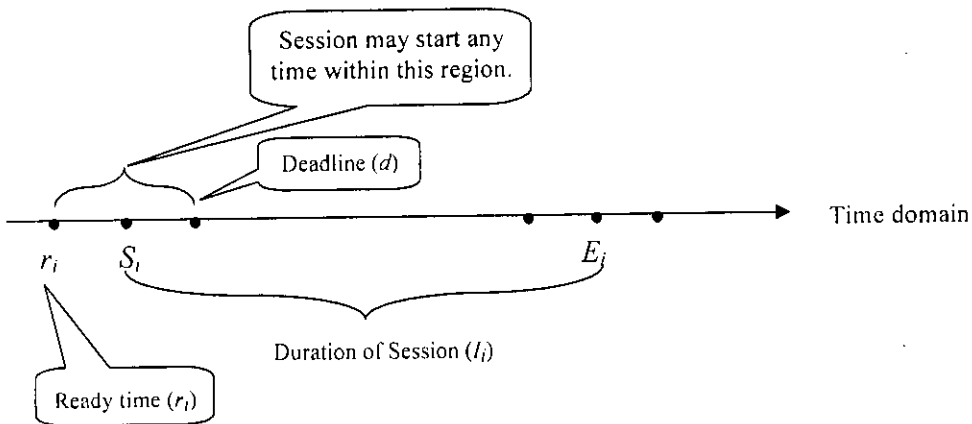 Session may start any
time within this region.
Deadline (d)
Time domain
r_i
S_i
E_i
Duration of Session (l_i)
Ready time (r_i)